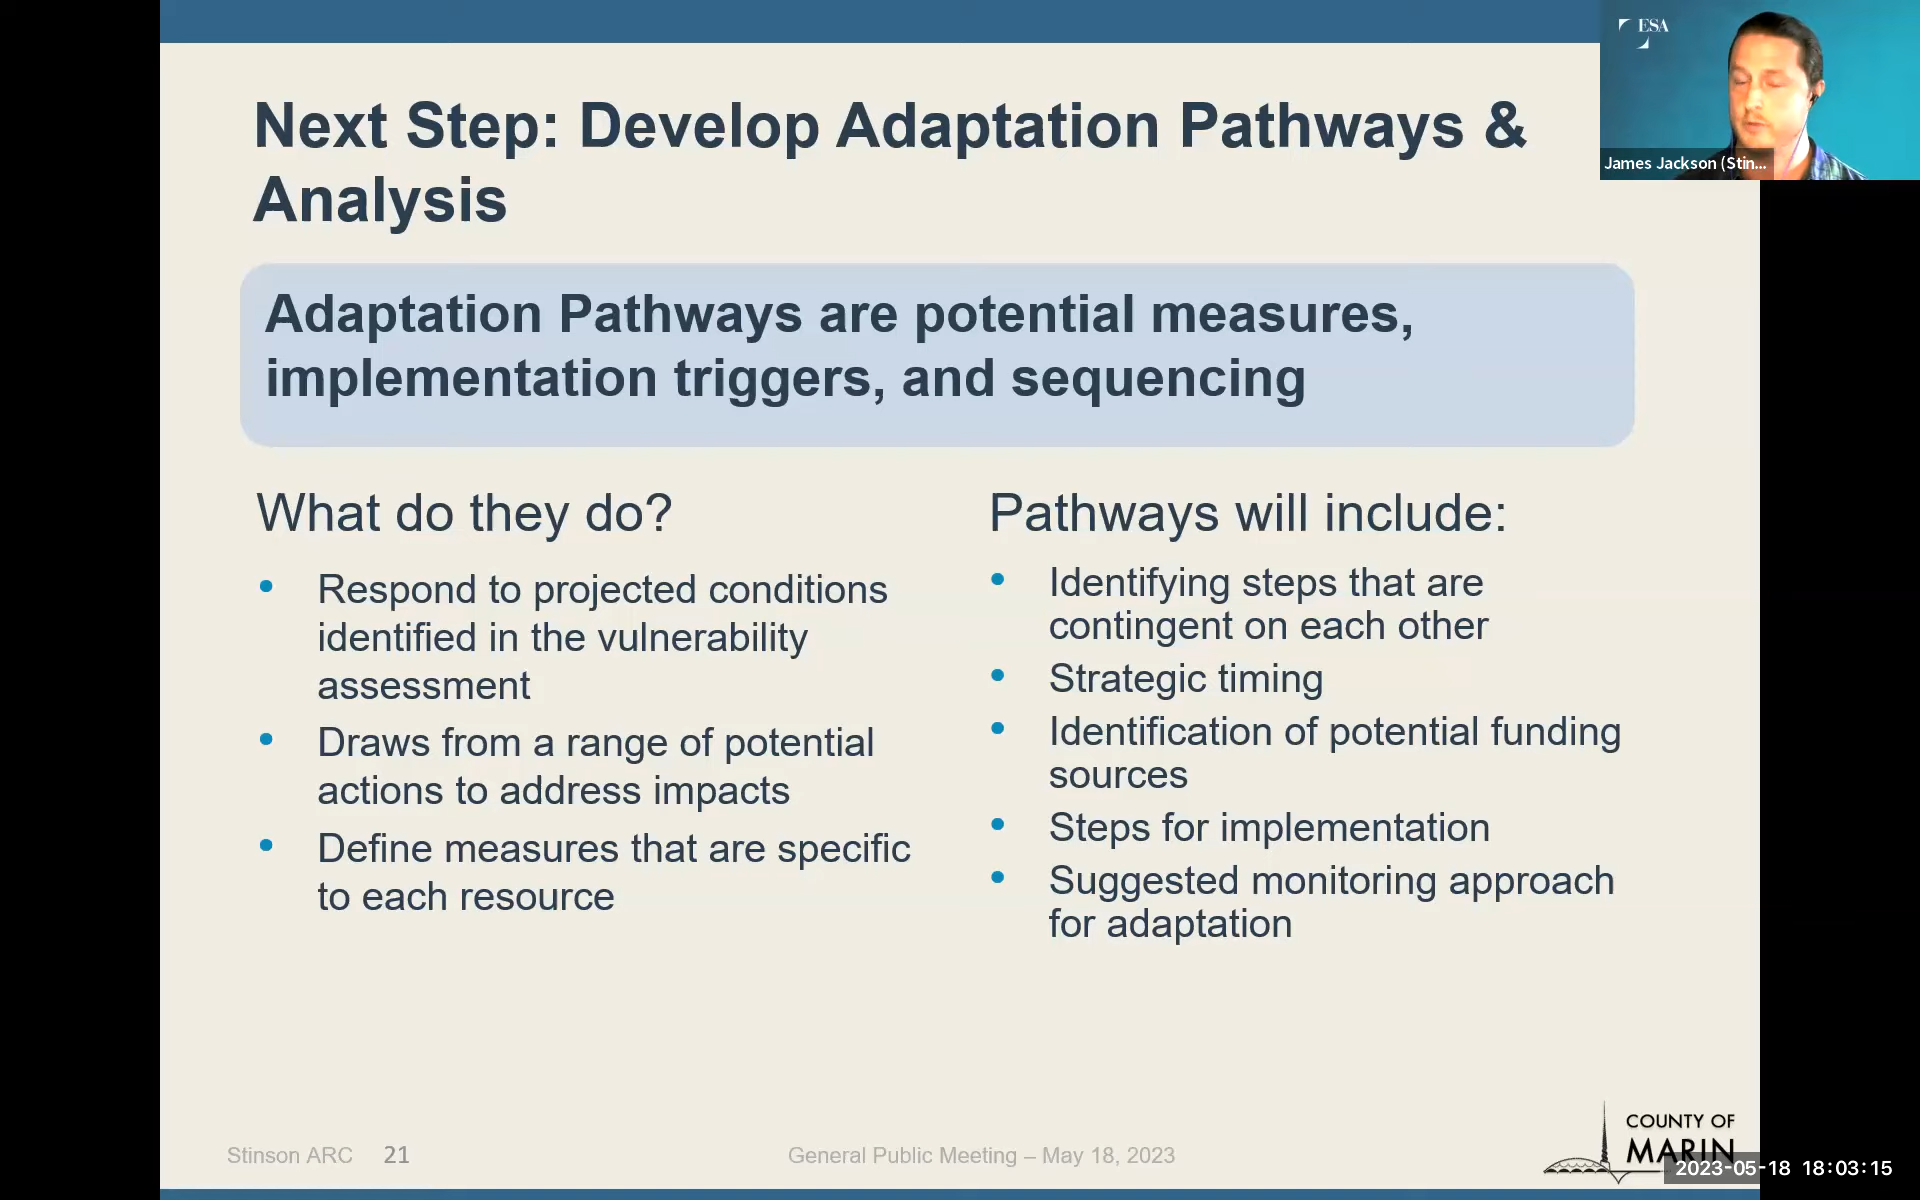 ESA
James Jackson (Stin...
Next Step: Develop Adaptation Pathways &
Analysis
Adaptation Pathways are potential measures,
implementation triggers, and sequencing
What do they do?
• Respond to projected conditions
identified in the vulnerability
assessment
• Draws from a range of potential
actions to address impacts
• Define measures that are specific
to each resource
Pathways will include:
• Identifying steps that are
contingent on each other
• Strategic timing
• Identification of potential funding
sources
• Steps for implementation
• Suggested monitoring approach
for adaptation
Stinson ARC 21
General Public Meeting – May 18, 2023
COUNTY OF
MARIN
2023-05-18 18:03:15